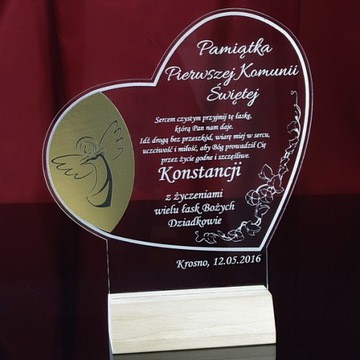 Pamiątka
Pierwszej Komunii
Świętej
Sercem czystym przyjmij tę łaskę,
którą Pan nam daje.
Idź drogą bez przeszkód, wiarę miej w sercu,
uczciwość i miłość, aby Bóg prowadził Cię
przez życie godne i szczęśliwe.
Konstancji
z życzeniami
wielu łask Bożych
Dziadkowie
Krosno, 12.05.2016